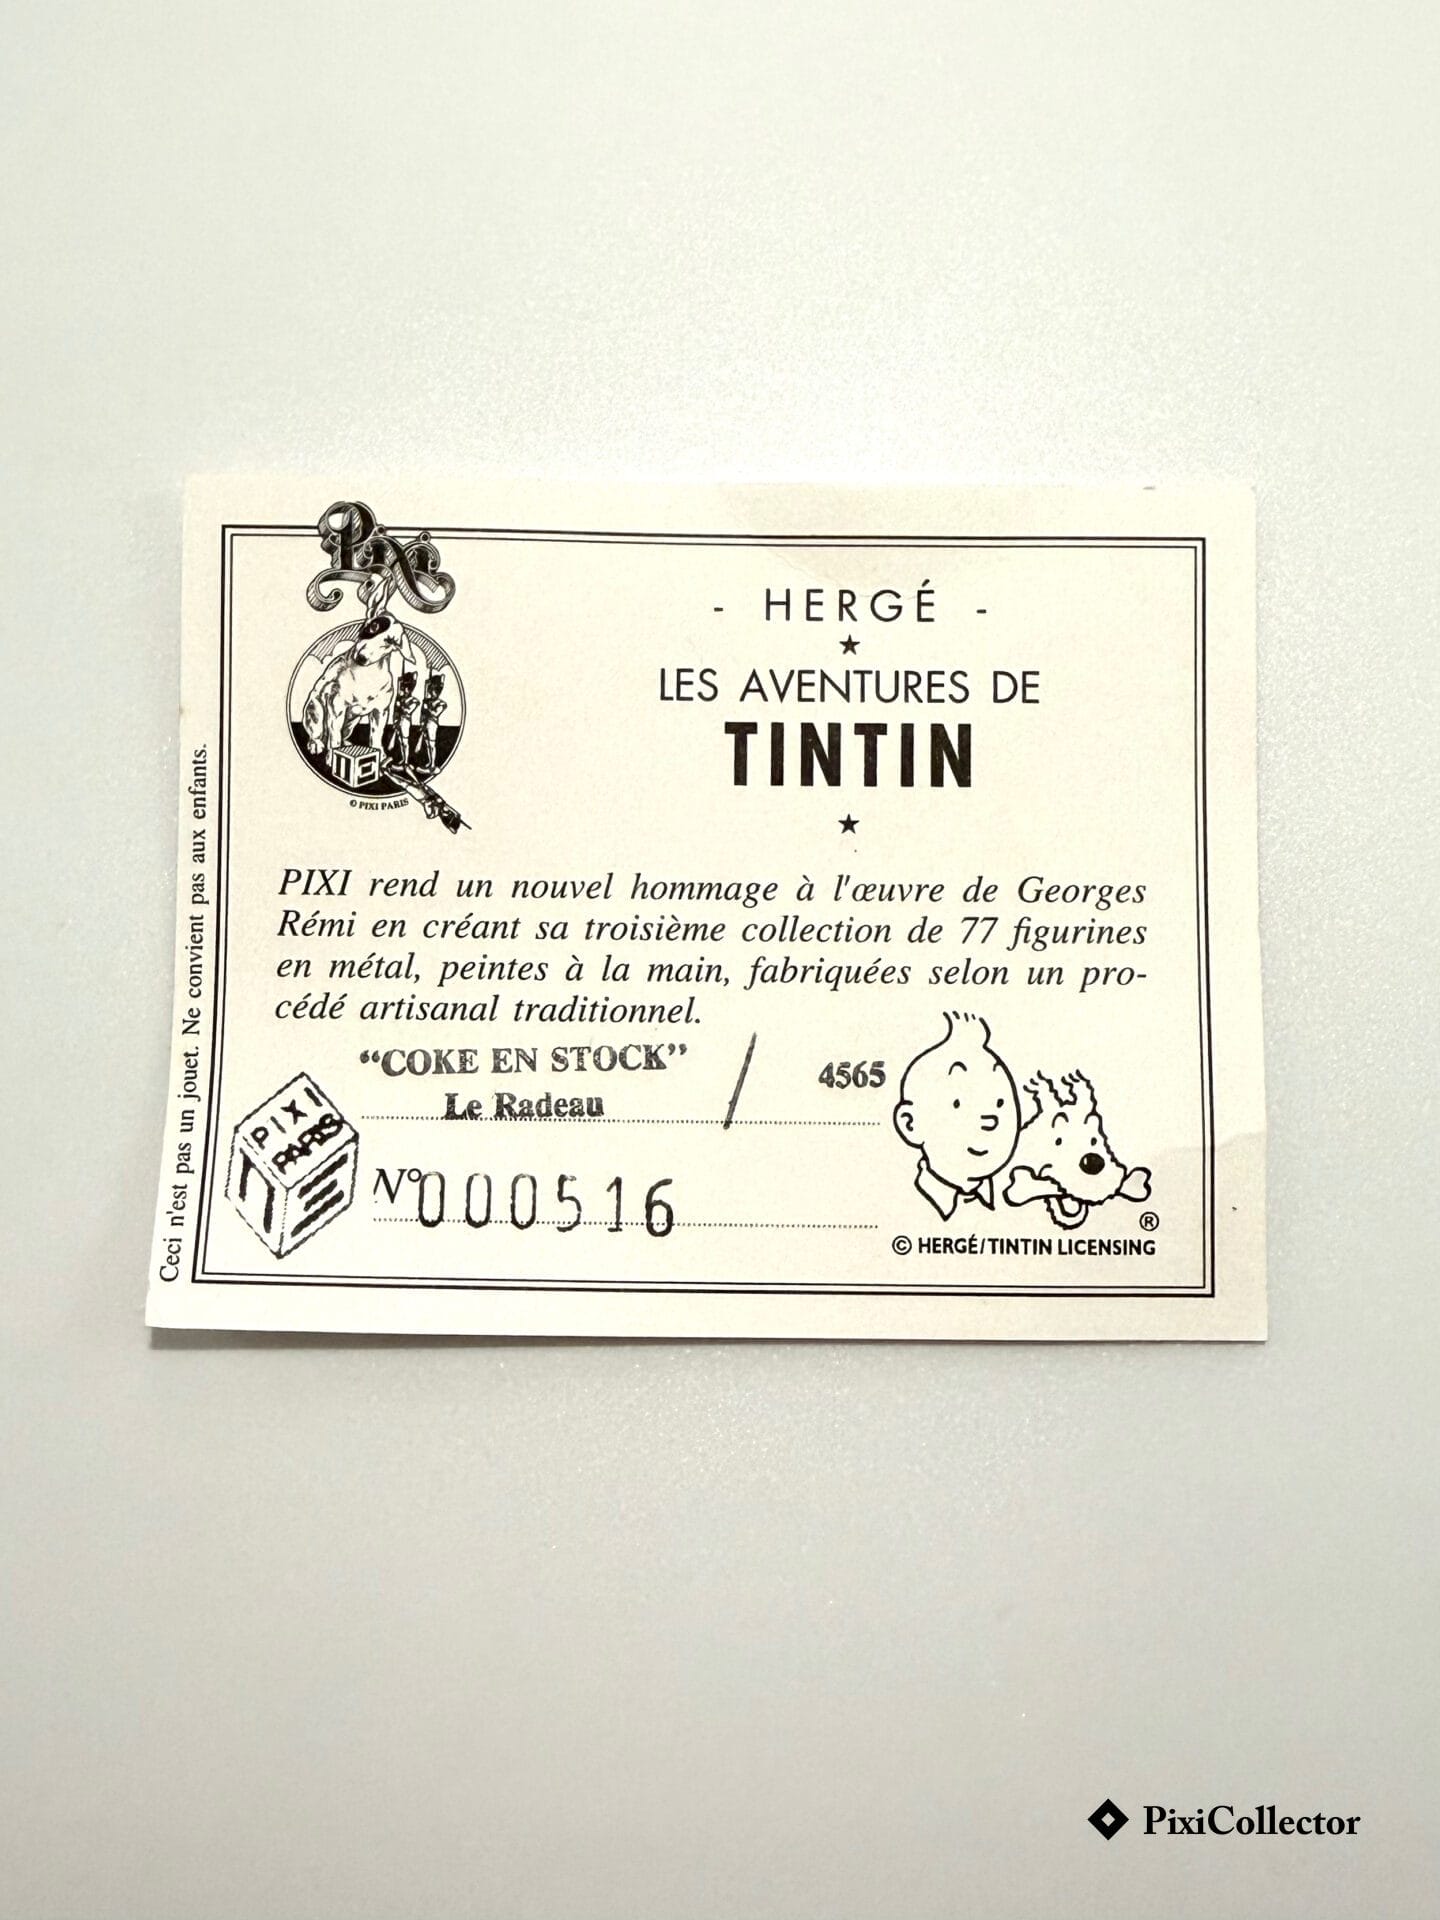 Pixi
© PIXI PARIS
- HERGÉ -
LES AVENTURES DE
TINTIN
PIXI rend un nouvel hommage à l'œuvre de Georges
Rémi en créant sa troisième collection de 77 figurines
en métal, peintes à la main, fabriquées selon un pro-
cédé artisanal traditionnel.
“COKE EN STOCK” / 4565
Le Radeau
PIXI
PARIS
N° 000516
®
© HERGÉ/TINTIN LICENSING
Ceci n'est pas un jouet. Ne convient pas aux enfants.
PixiCollector